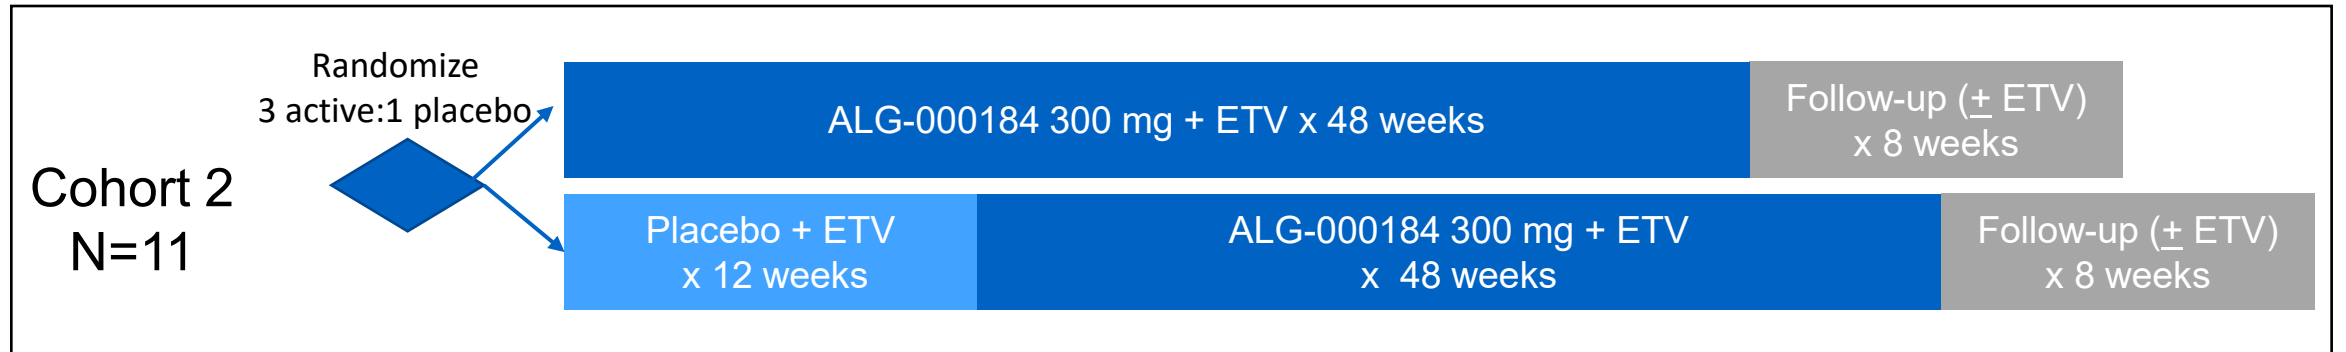 Randomize
3 active:1 placebo
Cohort 2
N=11
ALG-000184 300 mg + ETV x 48 weeks
Follow-up (± ETV)
x 8 weeks
Placebo + ETV
x 12 weeks
ALG-000184 300 mg + ETV
x 48 weeks
Follow-up (± ETV)
x 8 weeks